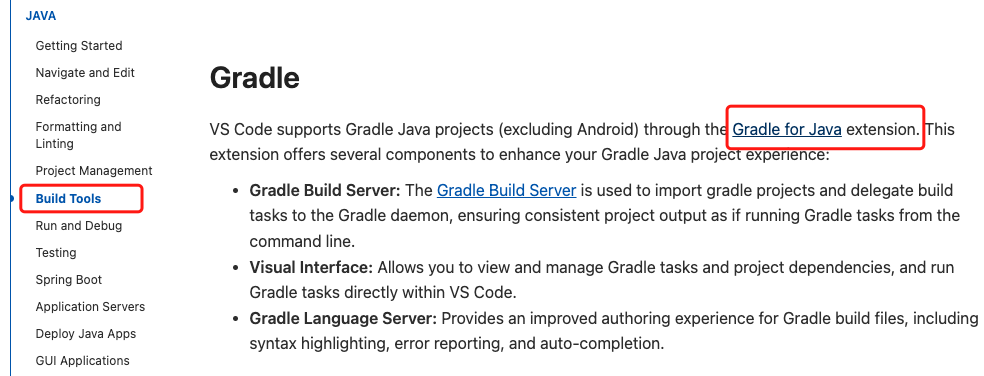 JAVA
Getting Started
Navigate and Edit
Refactoring
Formatting and
Linting
Project Management
Build Tools
Run and Debug
Testing
Spring Boot
Application Servers
Deploy Java Apps
GUI Applications
Gradle
VS Code supports Gradle Java projects (excluding Android) through the Gradle for Java extension. This
extension offers several components to enhance your Gradle Java project experience:
• Gradle Build Server: The Gradle Build Server is used to import gradle projects and delegate build
tasks to the Gradle daemon, ensuring consistent project output as if running Gradle tasks from the
command line.
• Visual Interface: Allows you to view and manage Gradle tasks and project dependencies, and run
Gradle tasks directly within VS Code.
• Gradle Language Server: Provides an improved authoring experience for Gradle build files, including
syntax highlighting, error reporting, and auto-completion.